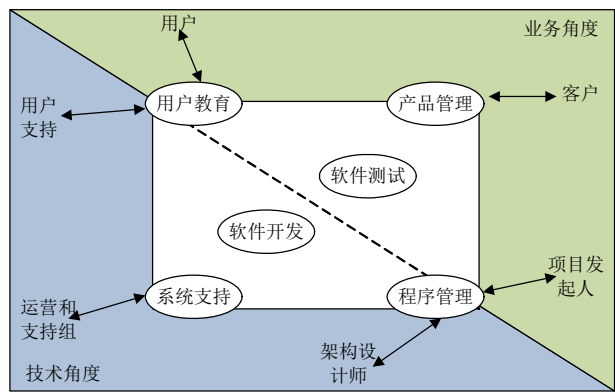 用户
业务角度
用户
支持
用户教育
产品管理
客户
软件测试
软件开发
运营和
支持组
系统支持
程序管理
项目发
起人
架构设
计师
技术角度